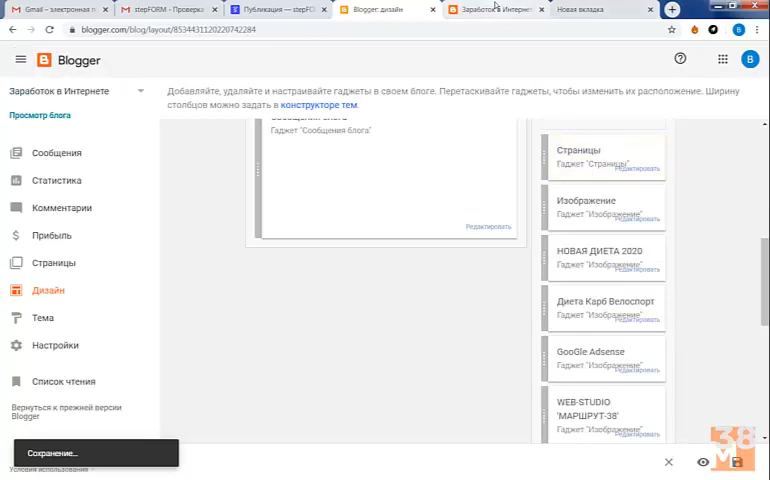 Gmail – электронная п
stepFORM - Проверка
Публикация — stepFO
Blogger: дизайн
Заработок в Интернет
Новая вкладка
blogger.com/blog/layout/8534431120220742284
B
Blogger
B
Заработок в Интернете
Просмотр блога
Добавляйте, удаляйте и настраивайте гаджеты в своем блоге. Перетаскивайте гаджеты, чтобы изменить их расположение. Ширину
столбцов можно задать в конструкторе тем.
Сообщения
Статистика
Комментарии
Прибыль
Страницы
Дизайн
Тема
Настройки
Список чтения
Вернуться к прежней версии
Blogger
Сохранение...
Условия использования
Сообщения блога
Гаджет "Сообщения блога"
Редактировать
Страницы
Гаджет "Страницы"
Редактировать
Изображение
Гаджет "Изображение"
Редактировать
НОВАЯ ДИЕТА 2020
Гаджет "Изображение"
Редактировать
Диета Карб Велоспорт
Гаджет "Изображение"
Редактировать
GooGle Adsense
Гаджет "Изображение"
Редактировать
WEB-STUDIO
'МАРШРУТ-38'
Гаджет "Изображение"
Редактировать
38
М